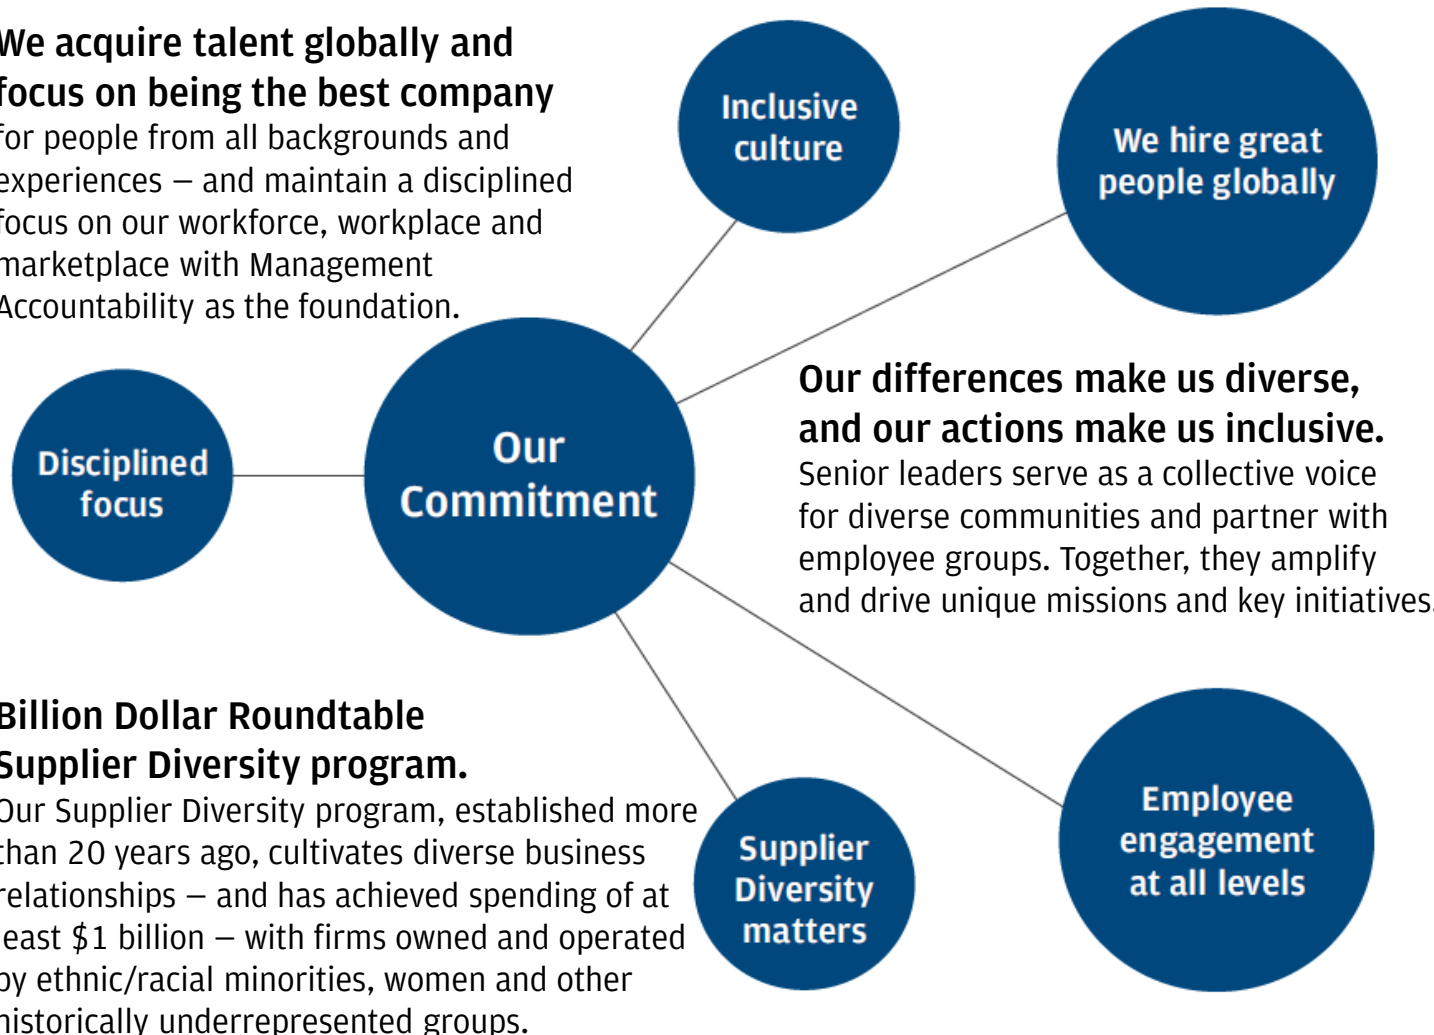 We acquire talent globally and
focus on being the best company
for people from all backgrounds and
experiences – and maintain a disciplined
focus on our workforce, workplace and
marketplace with Management
Accountability as the foundation.
Inclusive
culture
We hire great
people globally
Disciplined
focus
Our
Commitment
Our differences make us diverse,
and our actions make us inclusive.
Senior leaders serve as a collective voice
for diverse communities and partner with
employee groups. Together, they amplify
and drive unique missions and key initiatives.
Billion Dollar Roundtable
Supplier Diversity program.
Our Supplier Diversity program, established more
than 20 years ago, cultivates diverse business
relationships – and has achieved spending of at
least $1 billion – with firms owned and operated
by ethnic/racial minorities, women and other
historically underrepresented groups.
Supplier
Diversity
matters
Employee
engagement
at all levels